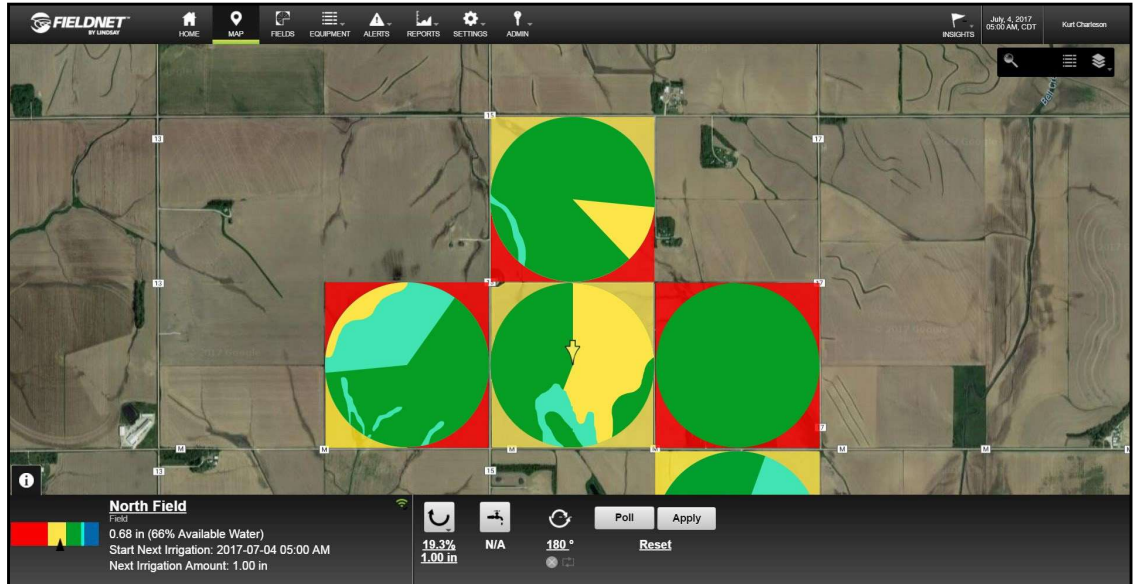 FIELDNET™
BY LINDSAY
HOME
MAP
FIELDS
EQUIPMENT
ALERTS
REPORTS
SETTINGS
ADMIN
INSIGHTS
July, 4, 2017
05:00 AM, CDT
Kurt Charleson
15
13
17
13
17
M
M
M
M
M
13
15
North Field
Field
0.68 in (66% Available Water)
Start Next Irrigation: 2017-07-04 05:00 AM
Next Irrigation Amount: 1.00 in
19.3%
1.00 in
N/A
180 °
Poll
Apply
Reset